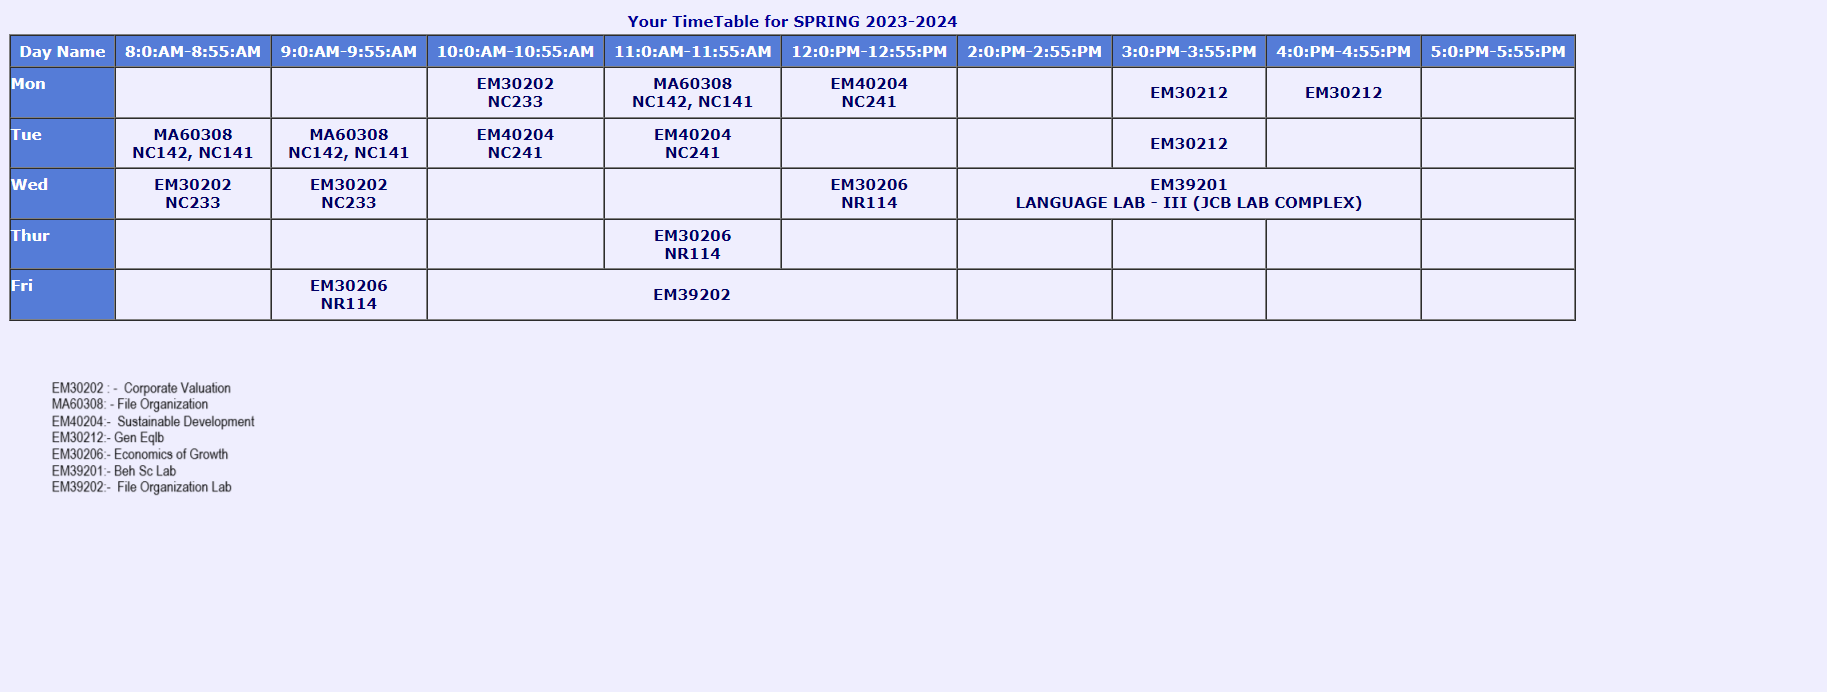 Your TimeTable for SPRING 2023-2024
Day Name 8:0:AM-8:55:AM 9:0:AM-9:55:AM 10:0:AM-10:55:AM 11:0:AM-11:55:AM 12:0:PM-12:55:PM 2:0:PM-2:55:PM 3:0:PM-3:55:PM 4:0:PM-4:55:PM 5:0:PM-5:55:PM
Mon EM30202 MA60308 EM40204 EM30212 EM30212
NC233 NC142, NC141 NC241
Tue MA60308 MA60308 EM40204 EM40204 EM30212
NC142, NC141 NC142, NC141 NC241 NC241
Wed EM30202 EM30202 EM30206 EM39201
NC233 NC233 NR114 LANGUAGE LAB - III (JCB LAB COMPLEX)
Thur EM30206
NR114
Fri EM30206 EM39202
NR114
EM30202 : - Corporate Valuation
MA60308: - File Organization
EM40204:- Sustainable Development
EM30212:- Gen Eqlb
EM30206:- Economics of Growth
EM39201:- Beh Sc Lab
EM39202:- File Organization Lab